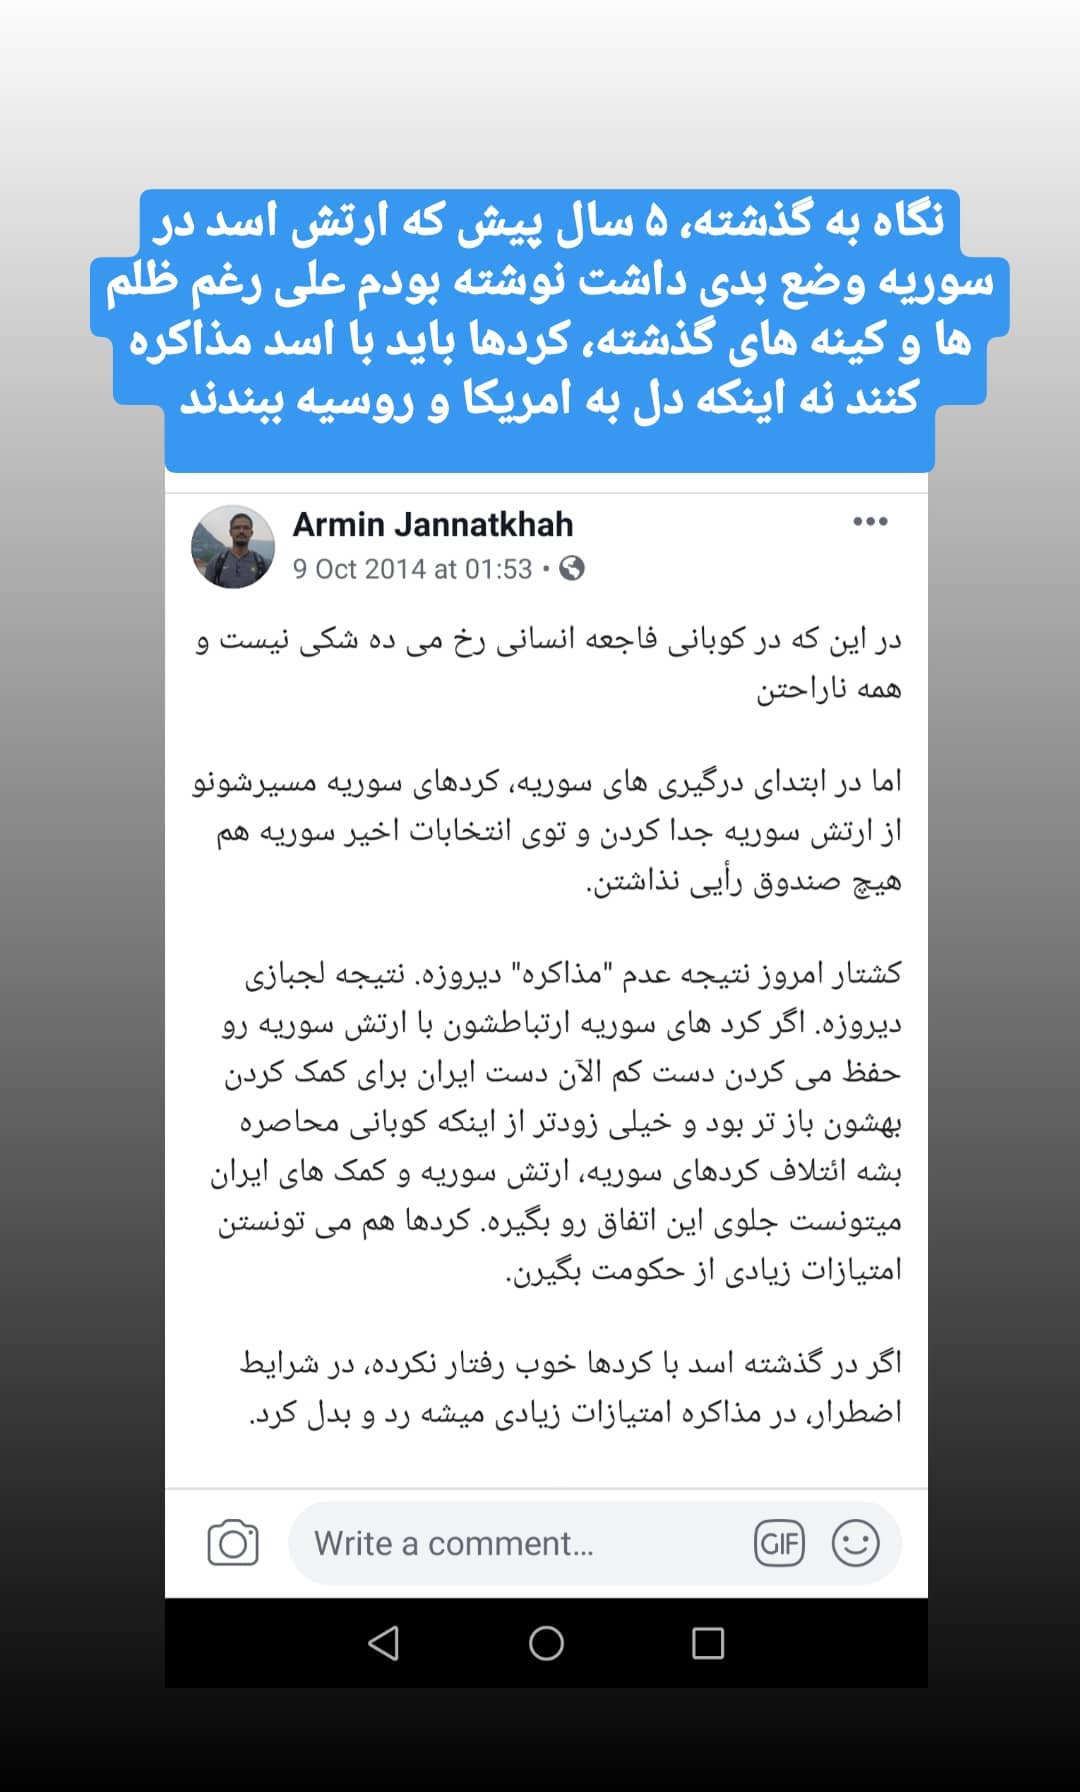 نگاه به گذشته، ۵ سال پیش که ارتش اسد در
سوریه وضع بدی داشت نوشته بودم علی رغم ظلم
ها و کینه های گذشته، کردها باید با اسد مذاکره
کنند نه اینکه دل به امریکا و روسیه ببندند
Armin Jannatkhah
9 Oct 2014 at 01:53 •
در این که در کوبانی فاجعه انسانی رخ می ده شکی نیست و
همه ناراحتن
اما در ابتدای درگیری های سوریه، کردهای سوریه مسیرشونو
از ارتش سوریه جدا کردن و توی انتخابات اخیر سوریه هم
هیچ صندوق رأیی نذاشتن.
کشتار امروز نتیجه عدم "مذاکره" دیروزه. نتیجه لجبازی
دیروزه. اگر کرد های سوریه ارتباطشون با ارتش سوریه رو
حفظ می کردن دست کم الآن دست ایران برای کمک کردن
بهشون باز تر بود و خیلی زودتر از اینکه کوبانی محاصره
بشه ائتلاف کردهای سوریه، ارتش سوریه و کمک های ایران
میتونست جلوی این اتفاق رو بگیره. کردها هم می تونستن
امتیازات زیادی از حکومت بگیرن.
اگر در گذشته اسد با کردها خوب رفتار نکرده، در شرایط
اضطرار، در مذاکره امتیازات زیادی میشه رد و بدل کرد.
Write a comment...
GIF